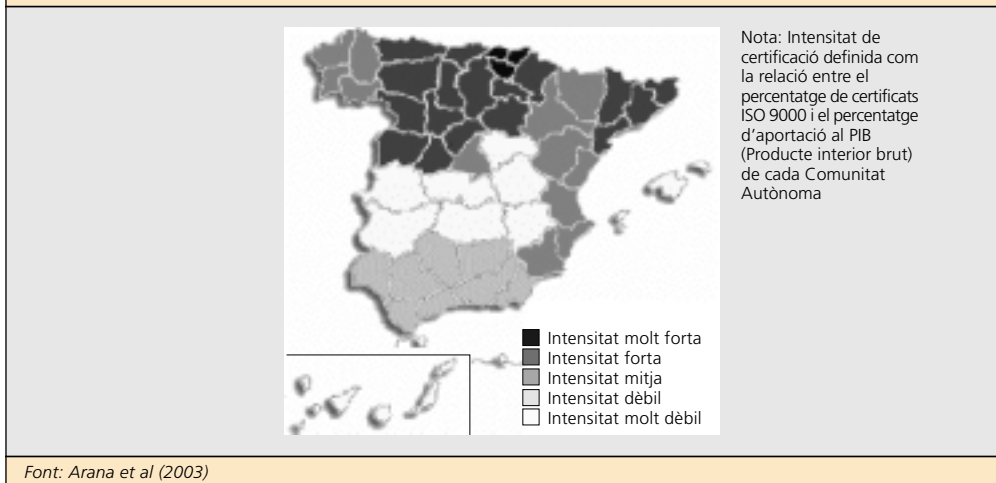 Nota: Intensitat de
certificació definida com
la relació entre el
percentatge de certificats
ISO 9000 i el percentatge
d'aportació al PIB
(Producte interior brut)
de cada Comunitat
Autònoma
Intensitat molt forta
Intensitat forta
Intensitat mitja
Intensitat dèbil
Intensitat molt dèbil
Font: Arana et al (2003)